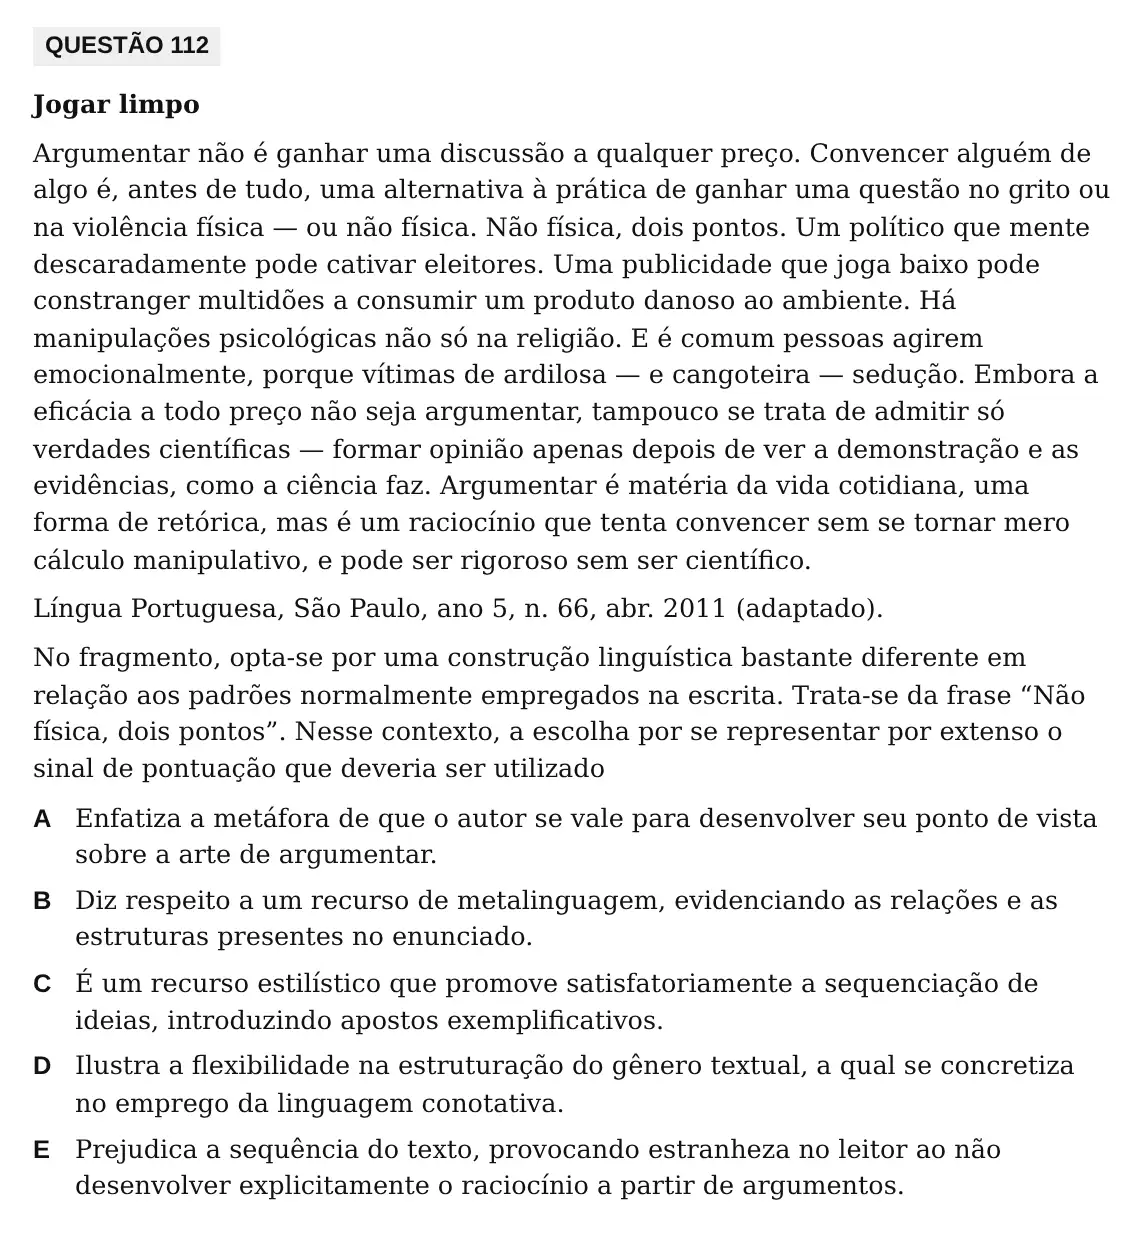 QUESTÃO 112
Jogar limpo
Argumentar não é ganhar uma discussão a qualquer preço. Convencer alguém de
algo é, antes de tudo, uma alternativa à prática de ganhar uma questão no grito ou
na violência física — ou não física. Não física, dois pontos. Um político que mente
descaradamente pode cativar eleitores. Uma publicidade que joga baixo pode
constranger multidões a consumir um produto danoso ao ambiente. Há
manipulações psicológicas não só na religião. E é comum pessoas agirem
emocionalmente, porque vítimas de ardilosa — e cangoteira — sedução. Embora a
eficácia a todo preço não seja argumentar, tampouco se trata de admitir só
verdades científicas — formar opinião apenas depois de ver a demonstração e as
evidências, como a ciência faz. Argumentar é matéria da vida cotidiana, uma
forma de retórica, mas é um raciocínio que tenta convencer sem se tornar mero
cálculo manipulativo, e pode ser rigoroso sem ser científico.
Língua Portuguesa, São Paulo, ano 5, n. 66, abr. 2011 (adaptado).
No fragmento, opta-se por uma construção linguística bastante diferente em
relação aos padrões normalmente empregados na escrita. Trata-se da frase “Não
física, dois pontos”. Nesse contexto, a escolha por se representar por extenso o
sinal de pontuação que deveria ser utilizado
A Enfatiza a metáfora de que o autor se vale para desenvolver seu ponto de vista
sobre a arte de argumentar.
B Diz respeito a um recurso de metalinguagem, evidenciando as relações e as
estruturas presentes no enunciado.
C É um recurso estilístico que promove satisfatoriamente a sequenciação de
ideias, introduzindo apostos exemplificativos.
D Ilustra a flexibilidade na estruturação do gênero textual, a qual se concretiza
no emprego da linguagem conotativa.
E Prejudica a sequência do texto, provocando estranheza no leitor ao não
desenvolver explicitamente o raciocínio a partir de argumentos.